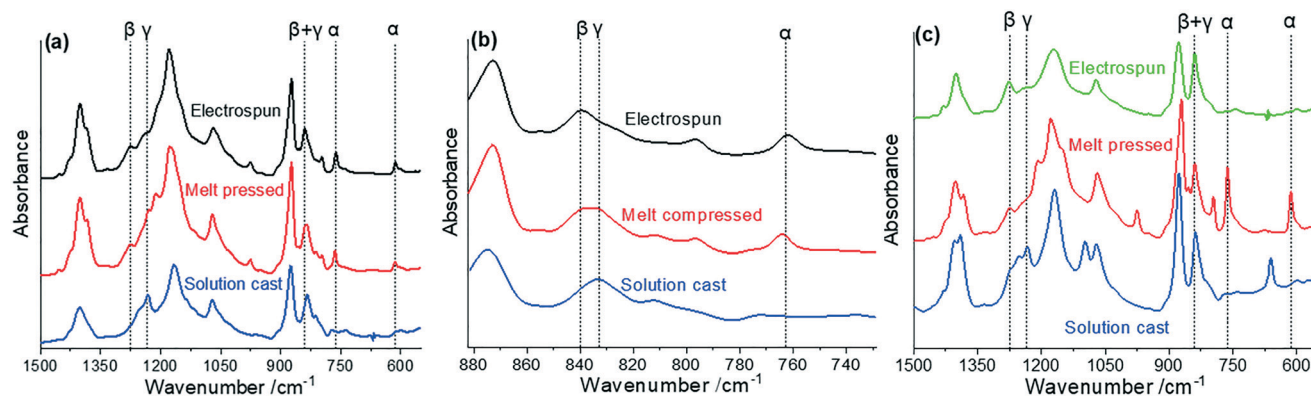 (a)
β γ β+γ α α
Electrospun
Melt pressed
Solution cast
Absorbance
1500 1350 1200 1050 900 750 600
Wavenumber /cm⁻¹
(b)
β γ α
Electrospun
Melt compressed
Solution cast
Absorbance
880 860 840 820 800 780 760 740
Wavenumber /cm⁻¹
(c)
β γ β+γ α α
Electrospun
Melt pressed
Solution cast
Absorbance
1500 1350 1200 1050 900 750 600
Wavenumber /cm⁻¹